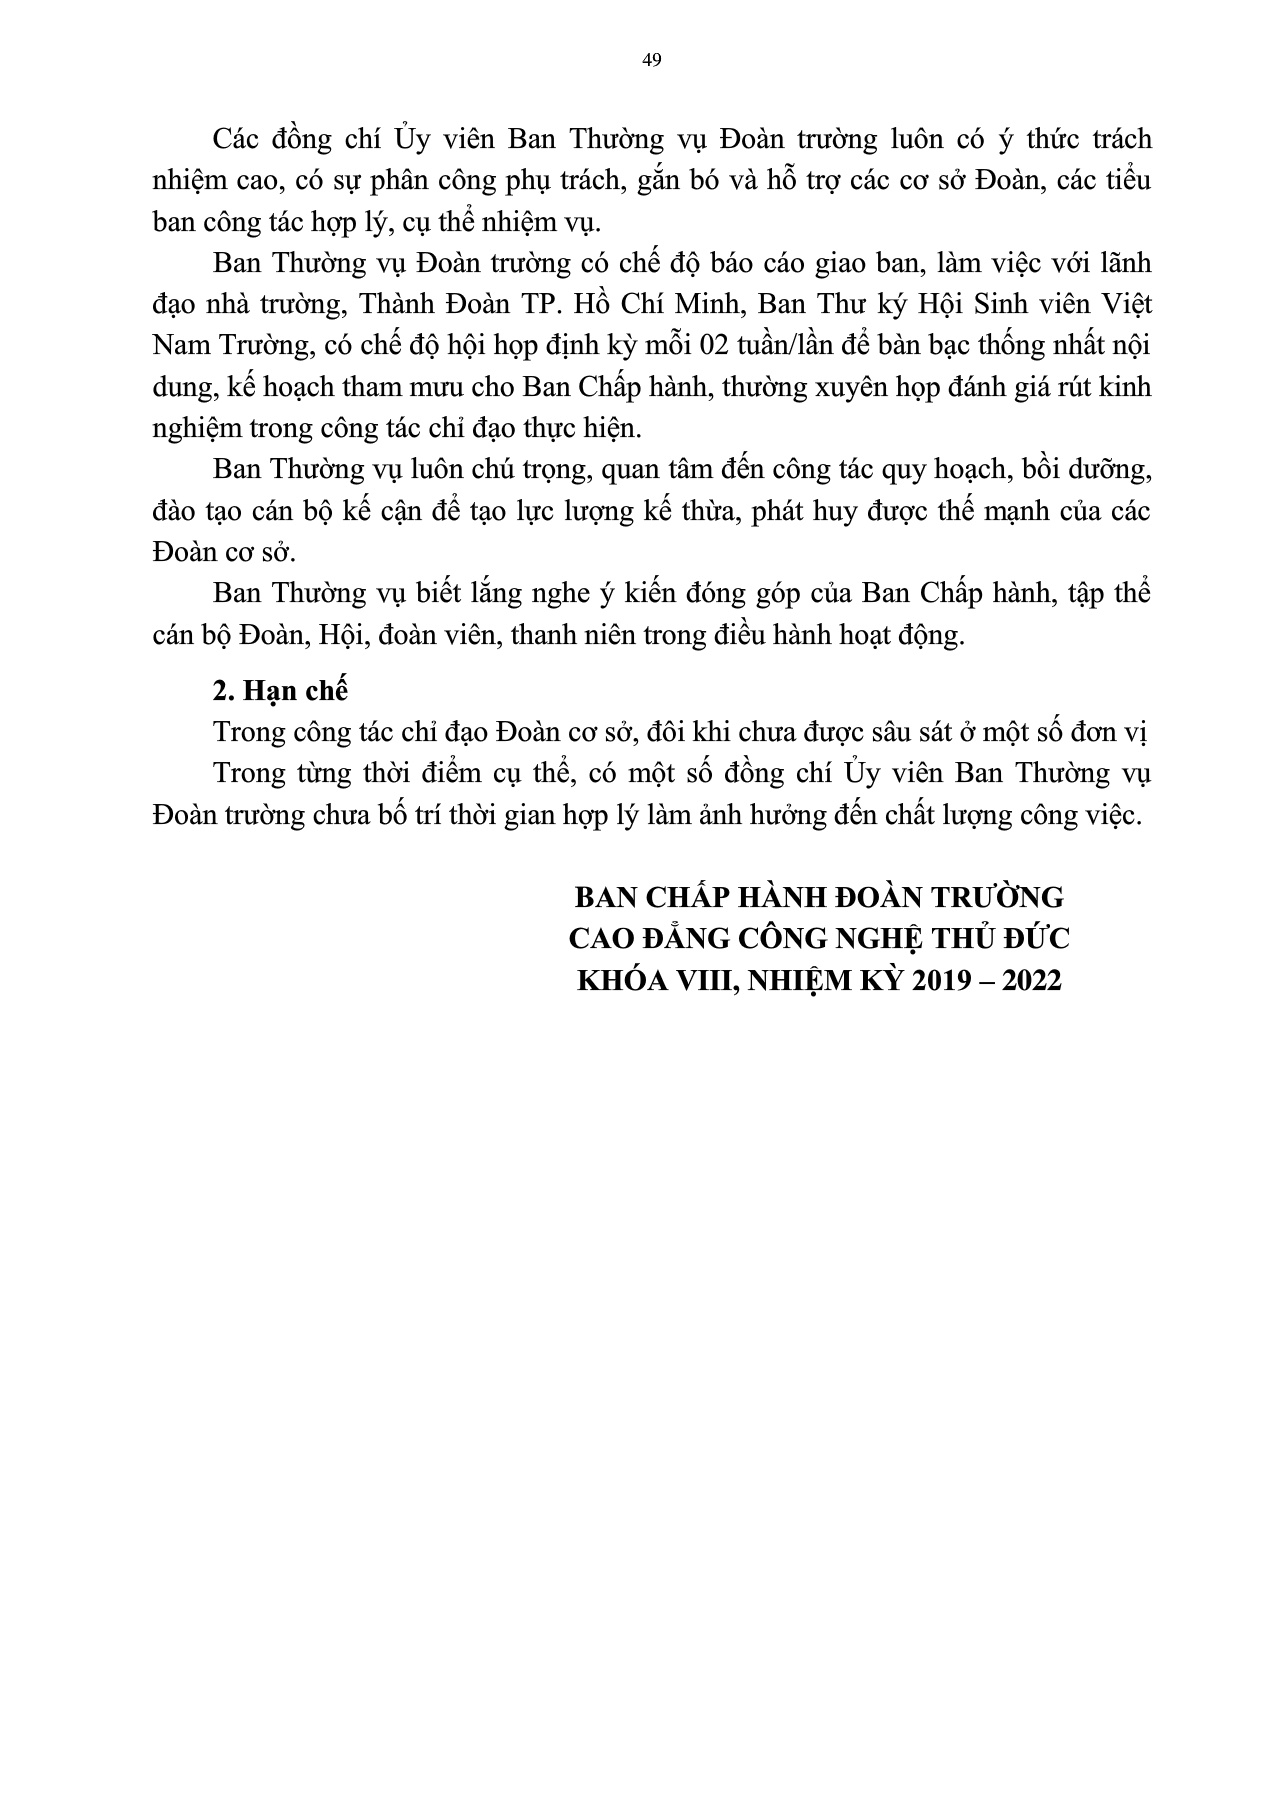 49
Các đồng chí Ủy viên Ban Thường vụ Đoàn trường luôn có ý thức trách
nhiệm cao, có sự phân công phụ trách, gắn bó và hỗ trợ các cơ sở Đoàn, các tiểu
ban công tác hợp lý, cụ thể nhiệm vụ.
Ban Thường vụ Đoàn trường có chế độ báo cáo giao ban, làm việc với lãnh
đạo nhà trường, Thành Đoàn TP. Hồ Chí Minh, Ban Thư ký Hội Sinh viên Việt
Nam Trường, có chế độ hội họp định kỳ mỗi 02 tuần/lần để bàn bạc thống nhất nội
dung, kế hoạch tham mưu cho Ban Chấp hành, thường xuyên họp đánh giá rút kinh
nghiệm trong công tác chỉ đạo thực hiện.
Ban Thường vụ luôn chú trọng, quan tâm đến công tác quy hoạch, bồi dưỡng,
đào tạo cán bộ kế cận để tạo lực lượng kế thừa, phát huy được thế mạnh của các
Đoàn cơ sở.
Ban Thường vụ biết lắng nghe ý kiến đóng góp của Ban Chấp hành, tập thể
cán bộ Đoàn, Hội, đoàn viên, thanh niên trong điều hành hoạt động.
2. Hạn chế
Trong công tác chỉ đạo Đoàn cơ sở, đôi khi chưa được sâu sát ở một số đơn vị
Trong từng thời điểm cụ thể, có một số đồng chí Ủy viên Ban Thường vụ
Đoàn trường chưa bố trí thời gian hợp lý làm ảnh hưởng đến chất lượng công việc.
BAN CHẤP HÀNH ĐOÀN TRƯỜNG
CAO ĐẲNG CÔNG NGHỆ THỦ ĐỨC
KHÓA VIII, NHIỆM KỲ 2019 – 2022